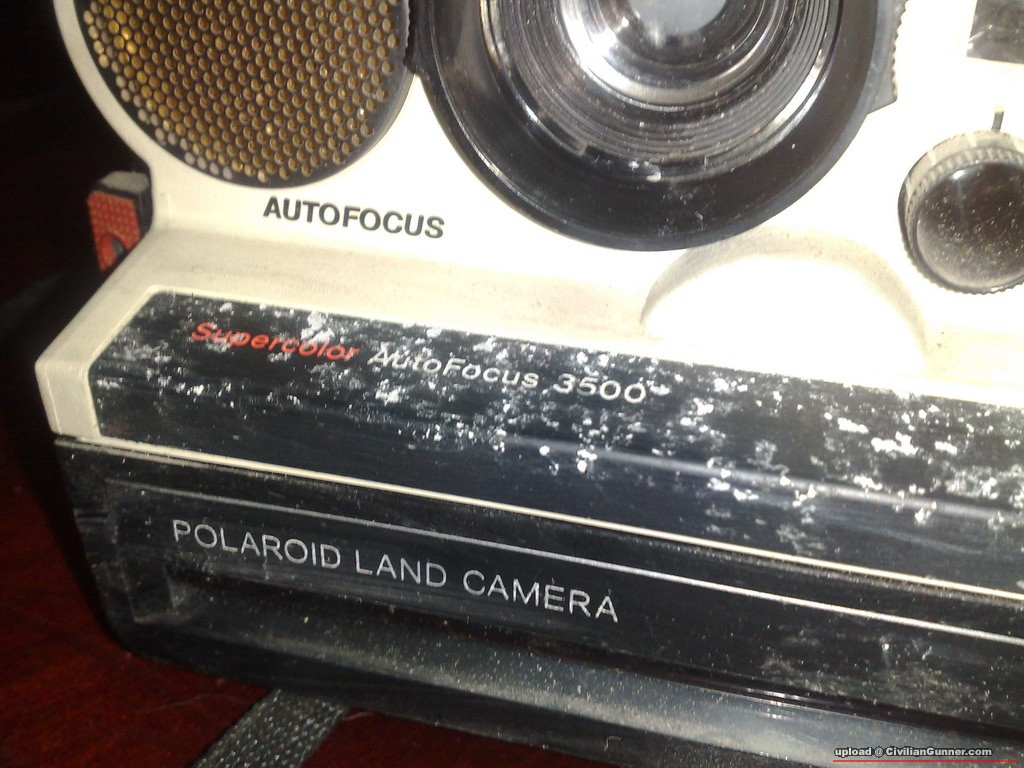 AUTOFOCUS
Supercolor AutoFocus 3500
POLAROID LAND CAMERA
upload @ CivilianGunner.com